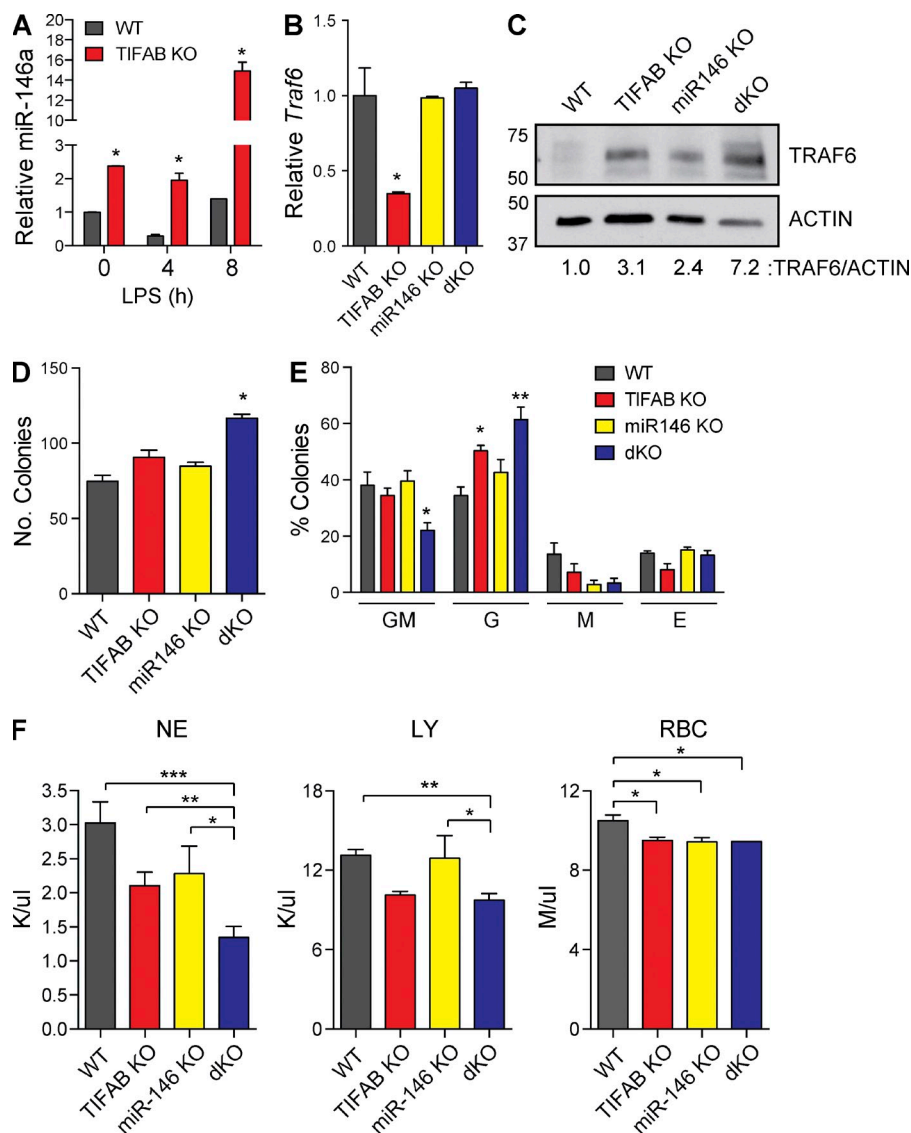 A
Relative miR-146a
20
18
16
14
12
10
8
6
4
3
2
1
0
WT
TIFAB KO
*
*
*
0 4 8
LPS (h)
B
Relative Traf6
1.0
0.5
0.0
*
WT TIFAB KO miR146 KO dKO
C
WT TIFAB KO miR146 KO dKO
75
50
TRAF6
50
37
ACTIN
1.0 3.1 2.4 7.2 :TRAF6/ACTIN
D
No. Colonies
150
100
50
0
*
WT TIFAB KO miR146 KO dKO
E
% Colonies
80
60
40
20
0
* * **
WT
TIFAB KO
miR146 KO
dKO
GM G M E
F
NE
K/ul
3.5
3.0
2.5
2.0
1.5
1.0
0.5
0.0
***
**
*
WT TIFAB KO miR-146 KO dKO
LY
K/ul
18
12
6
0
**
*
WT TIFAB KO miR-146 KO dKO
RBC
M/ul
12
8
4
0
*
*
*
WT TIFAB KO miR-146 KO dKO